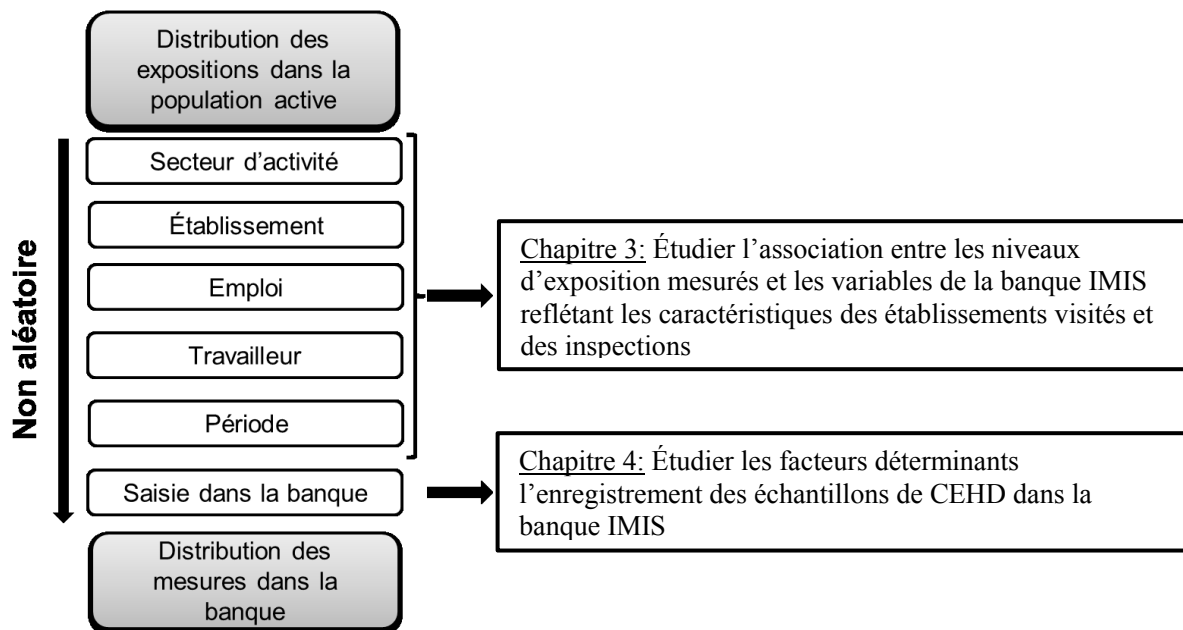 Distribution des
expositions dans la
population active
Non aléatoire
Secteur d'activité
Établissement
Emploi
Travailleur
Période
Saisie dans la banque
Distribution des
mesures dans la
banque
Chapitre 3: Étudier l'association entre les niveaux
d'exposition mesurés et les variables de la banque IMIS
reflétant les caractéristiques des établissements visités et
des inspections
Chapitre 4: Étudier les facteurs déterminants
l'enregistrement des échantillons de CEHD dans la
banque IMIS